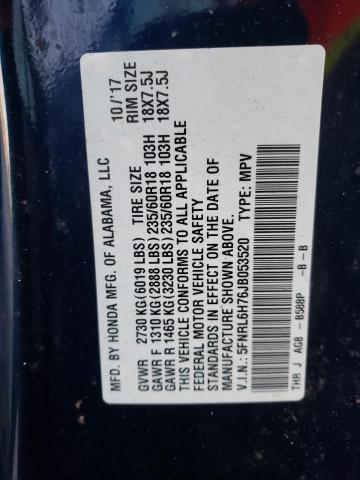 MFD. BY HONDA MFG. OF ALABAMA, LLC 10/'17
GVWR 2730 KG(6019 LBS) TIRE SIZE RIM SIZE
GAWR F 1310 KG(2888 LBS) 235/60R18 103H 18X7.5J
GAWR R 1465 KG(3230 LBS) 235/60R18 103H 18X7.5J
THIS VEHICLE CONFORMS TO ALL APPLICABLE
FEDERAL MOTOR VEHICLE SAFETY
STANDARDS IN EFFECT ON THE DATE OF
MANUFACTURE SHOWN ABOVE.
V.I.N.: 5FNRL6H76JB053520 TYPE: MPV
THR J AG8 -B588P -B -B